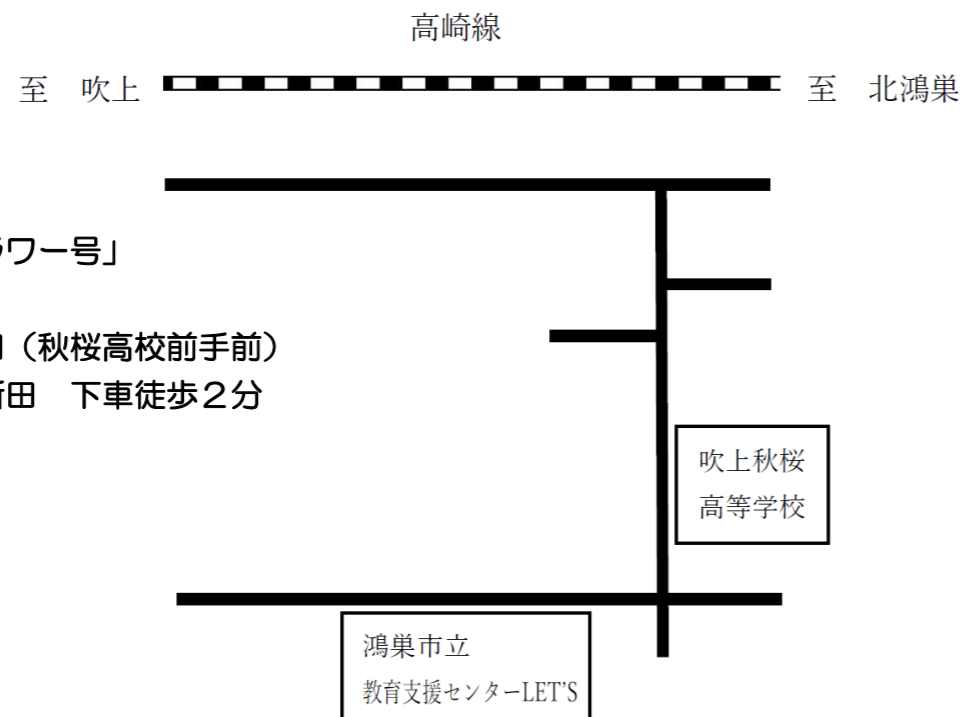 高崎線
至　吹上
至　北鴻巣
ワー号」
（秋桜高校前手前）
田　下車徒歩２分
吹上秋桜
高等学校
鴻巣市立
教育支援センターLET'S